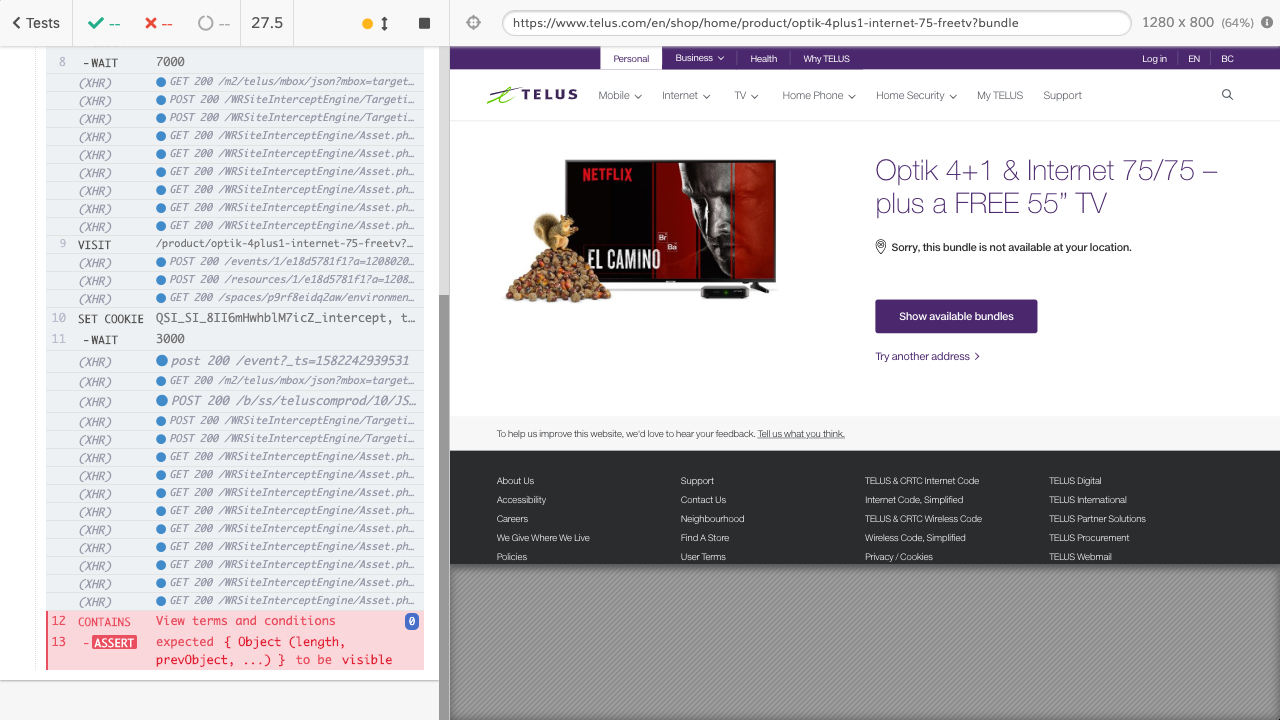 Tests -- -- -- 27.5
8 -WAIT 7000
(XHR) GET 200 /m2/telus/mbox/json?mbox=target…
(XHR) POST 200 /WRSiteInterceptEngine/Targeti…
(XHR) POST 200 /WRSiteInterceptEngine/Targeti…
(XHR) GET 200 /WRSiteInterceptEngine/Asset.ph…
(XHR) GET 200 /WRSiteInterceptEngine/Asset.ph…
(XHR) GET 200 /WRSiteInterceptEngine/Asset.ph…
(XHR) GET 200 /WRSiteInterceptEngine/Asset.ph…
(XHR) GET 200 /WRSiteInterceptEngine/Asset.ph…
(XHR) GET 200 /WRSiteInterceptEngine/Asset.ph…
9 VISIT /product/optik-4plus1-internet-75-freetv?…
(XHR) POST 200 /events/1/e18d5781f1?a=1208020…
(XHR) POST 200 /resources/1/e18d5781f1?a=1208…
(XHR) GET 200 /spaces/p9rf8eidq2aw/environmen…
10 SET COOKIE QSI_SI_8II6mHwhblM7icZ_intercept, t…
11 -WAIT 3000
(XHR) post 200 /event?_ts=1582242939531
(XHR) GET 200 /m2/telus/mbox/json?mbox=target…
(XHR) POST 200 /b/ss/teluscomprod/10/JS…
(XHR) POST 200 /WRSiteInterceptEngine/Targeti…
(XHR) POST 200 /WRSiteInterceptEngine/Targeti…
(XHR) GET 200 /WRSiteInterceptEngine/Asset.ph…
(XHR) GET 200 /WRSiteInterceptEngine/Asset.ph…
(XHR) GET 200 /WRSiteInterceptEngine/Asset.ph…
(XHR) GET 200 /WRSiteInterceptEngine/Asset.ph…
(XHR) GET 200 /WRSiteInterceptEngine/Asset.ph…
(XHR) GET 200 /WRSiteInterceptEngine/Asset.ph…
(XHR) GET 200 /WRSiteInterceptEngine/Asset.ph…
(XHR) GET 200 /WRSiteInterceptEngine/Asset.ph…
(XHR) GET 200 /WRSiteInterceptEngine/Asset.ph…
12 CONTAINS View terms and conditions 0
13 -ASSERT expected { Object (length,
prevObject, ...) } to be visible
https://www.telus.com/en/shop/home/product/optik-4plus1-internet-75-freetv?bundle 1280 x 800 (64%)
Personal Business Health Why TELUS Log in EN BC
TELUS Mobile Internet TV Home Phone Home Security My TELUS Support
NETFLIX
Br
Ba
EL CAMINO
Optik 4+1 & Internet 75/75 –
plus a FREE 55” TV
Sorry, this bundle is not available at your location.
Show available bundles
Try another address
To help us improve this website, we'd love to hear your feedback. Tell us what you think.
About Us Support TELUS & CRTC Internet Code TELUS Digital
Accessibility Contact Us Internet Code, Simplified TELUS International
Careers Neighbourhood TELUS & CRTC Wireless Code TELUS Partner Solutions
We Give Where We Live Find A Store Wireless Code, Simplified TELUS Procurement
Policies User Terms Privacy / Cookies TELUS Webmail